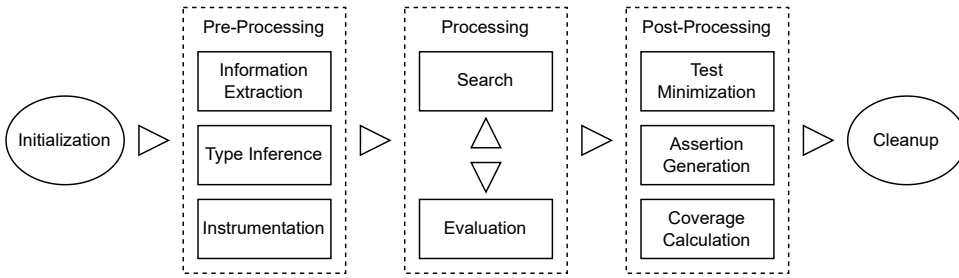 Initialization
Pre-Processing
Information
Extraction
Type Inference
Instrumentation
Processing
Search
Evaluation
Post-Processing
Test
Minimization
Assertion
Generation
Coverage
Calculation
Cleanup